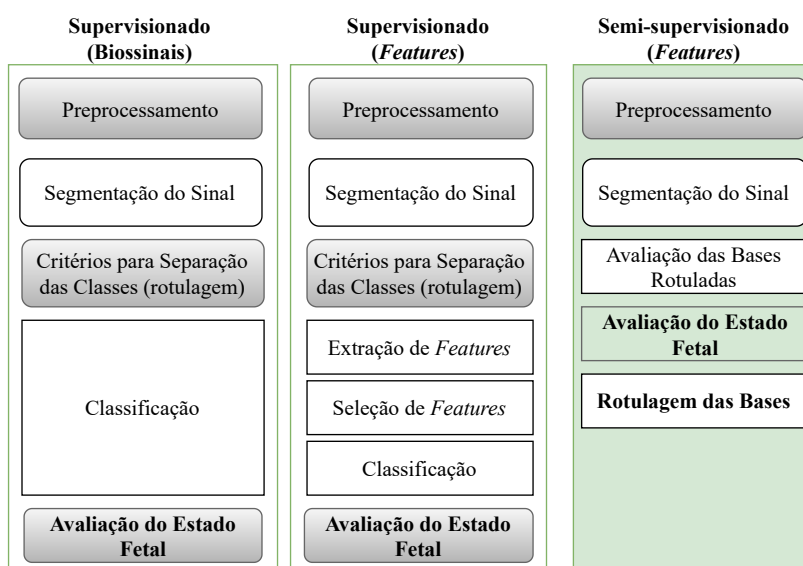 Supervisionado
(Biossinais)
Preprocessamento
Segmentação do Sinal
Critérios para Separação
das Classes (rotulagem)
Classificação
Avaliação do Estado
Fetal
Supervisionado
(Features)
Preprocessamento
Segmentação do Sinal
Critérios para Separação
das Classes (rotulagem)
Extração de Features
Seleção de Features
Classificação
Avaliação do Estado
Fetal
Semi-supervisionado
(Features)
Preprocessamento
Segmentação do Sinal
Avaliação das Bases
Rotuladas
Avaliação do Estado
Fetal
Rotulagem das Bases